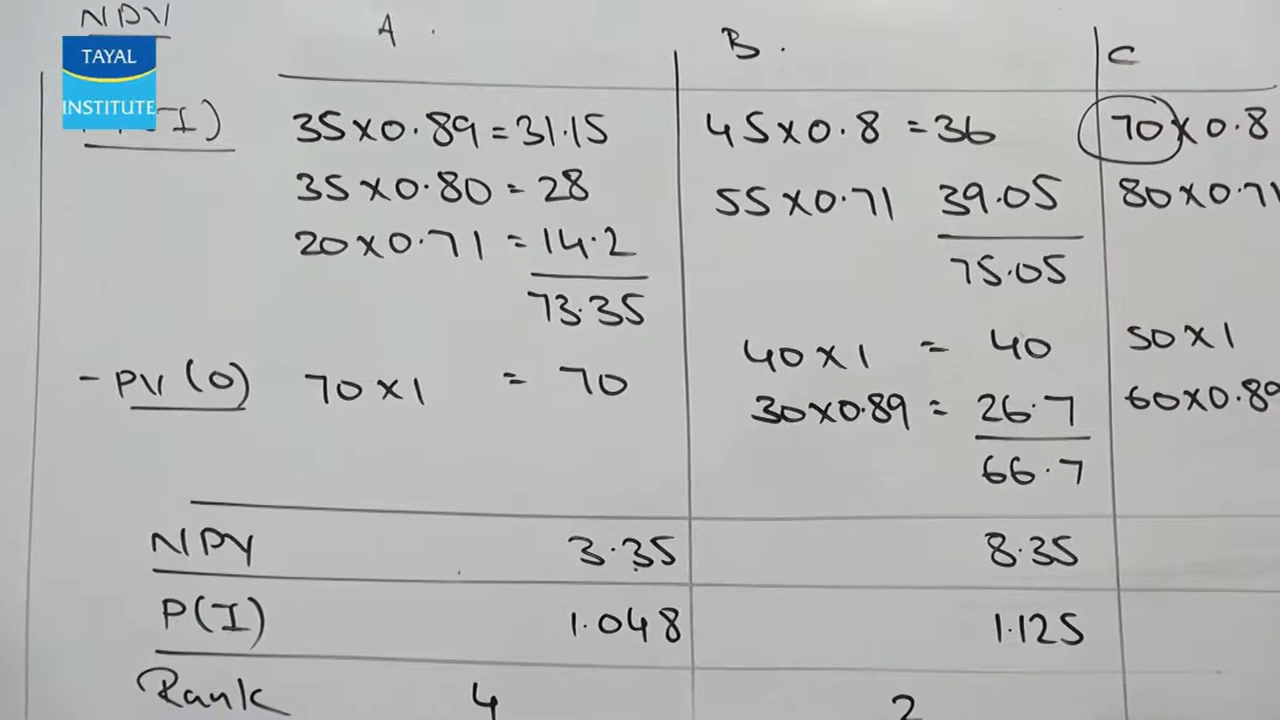 NPV A. B. C
TAYAL
INSTITUTE
I) 35x0.89=31.15 45x0.8 =36 70x0.8
35x0.80=28 55x0.71 39.05 80x0.71
20x0.71 =14.2 75.05
73.35
40x1 = 40 50x1
-PV(O) 70x1 = 70 30x0.89= 26.7 60x0.89
66.7
NPV 3.35 8.35
P(I) 1.048 1.125
Rank 4 2